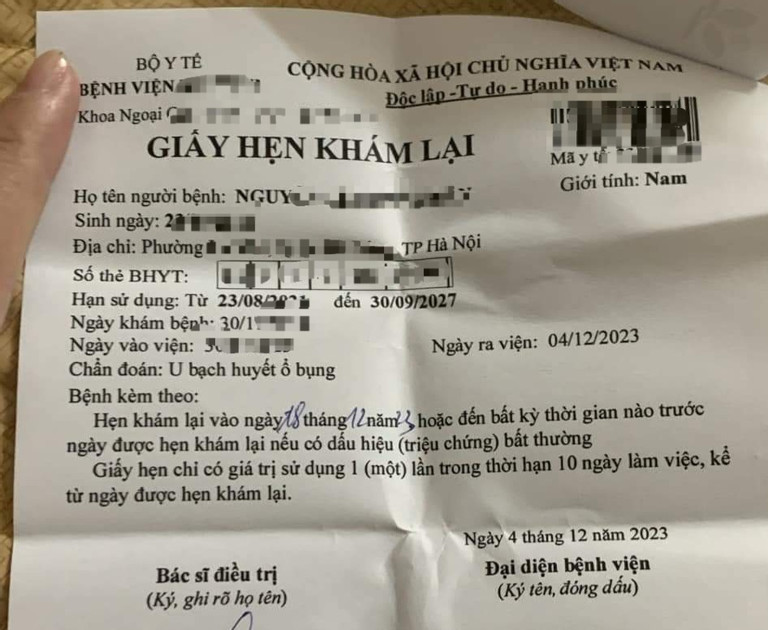 BỘ Y TẾ
CỘNG HÒA XÃ HỘI CHỦ NGHĨA VIỆT NAM
BỆNH VIỆN
Độc lập -Tự do - Hạnh phúc
Khoa Ngoại
GIẤY HẸN KHÁM LẠI
Mã y tế
Giới tính: Nam
Họ tên người bệnh: NGUY
Sinh ngày: 2
Địa chỉ: Phường TP Hà Nội
Số thẻ BHYT:
Hạn sử dụng: Từ 23/08/ đến 30/09/2027
Ngày khám bệnh: 30/1
Ngày vào viện: Ngày ra viện: 04/12/2023
Chẩn đoán: U bạch huyết ổ bụng
Bệnh kèm theo:
Hẹn khám lại vào ngày 18 tháng 12 năm 23 hoặc đến bất kỳ thời gian nào trước
ngày được hẹn khám lại nếu có dấu hiệu (triệu chứng) bất thường
Giấy hẹn chỉ có giá trị sử dụng 1 (một) lần trong thời hạn 10 ngày làm việc, kể
từ ngày được hẹn khám lại.
Ngày 4 tháng 12 năm 2023
Bác sĩ điều trị
(Ký, ghi rõ họ tên)
Đại diện bệnh viện
(Ký tên, đóng dấu)